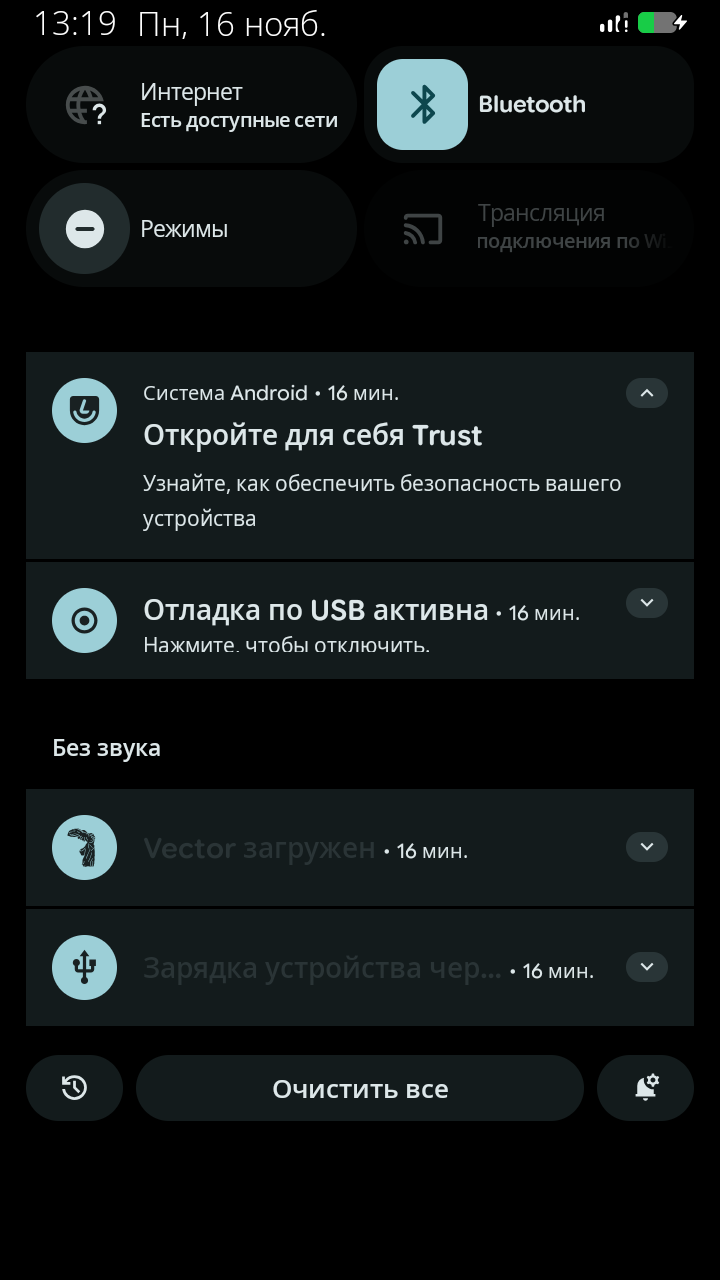 13:19 Пн, 16 нояб.
Интернет
Есть доступные сети
Bluetooth
Режимы
Трансляция
подключения по Wi
Система Android • 16 мин.
Откройте для себя Trust
Узнайте, как обеспечить безопасность вашего
устройства
Отладка по USB активна • 16 мин.
Нажмите, чтобы отключить.
Без звука
Vector загружен • 16 мин.
Зарядка устройства чер... • 16 мин.
Очистить все